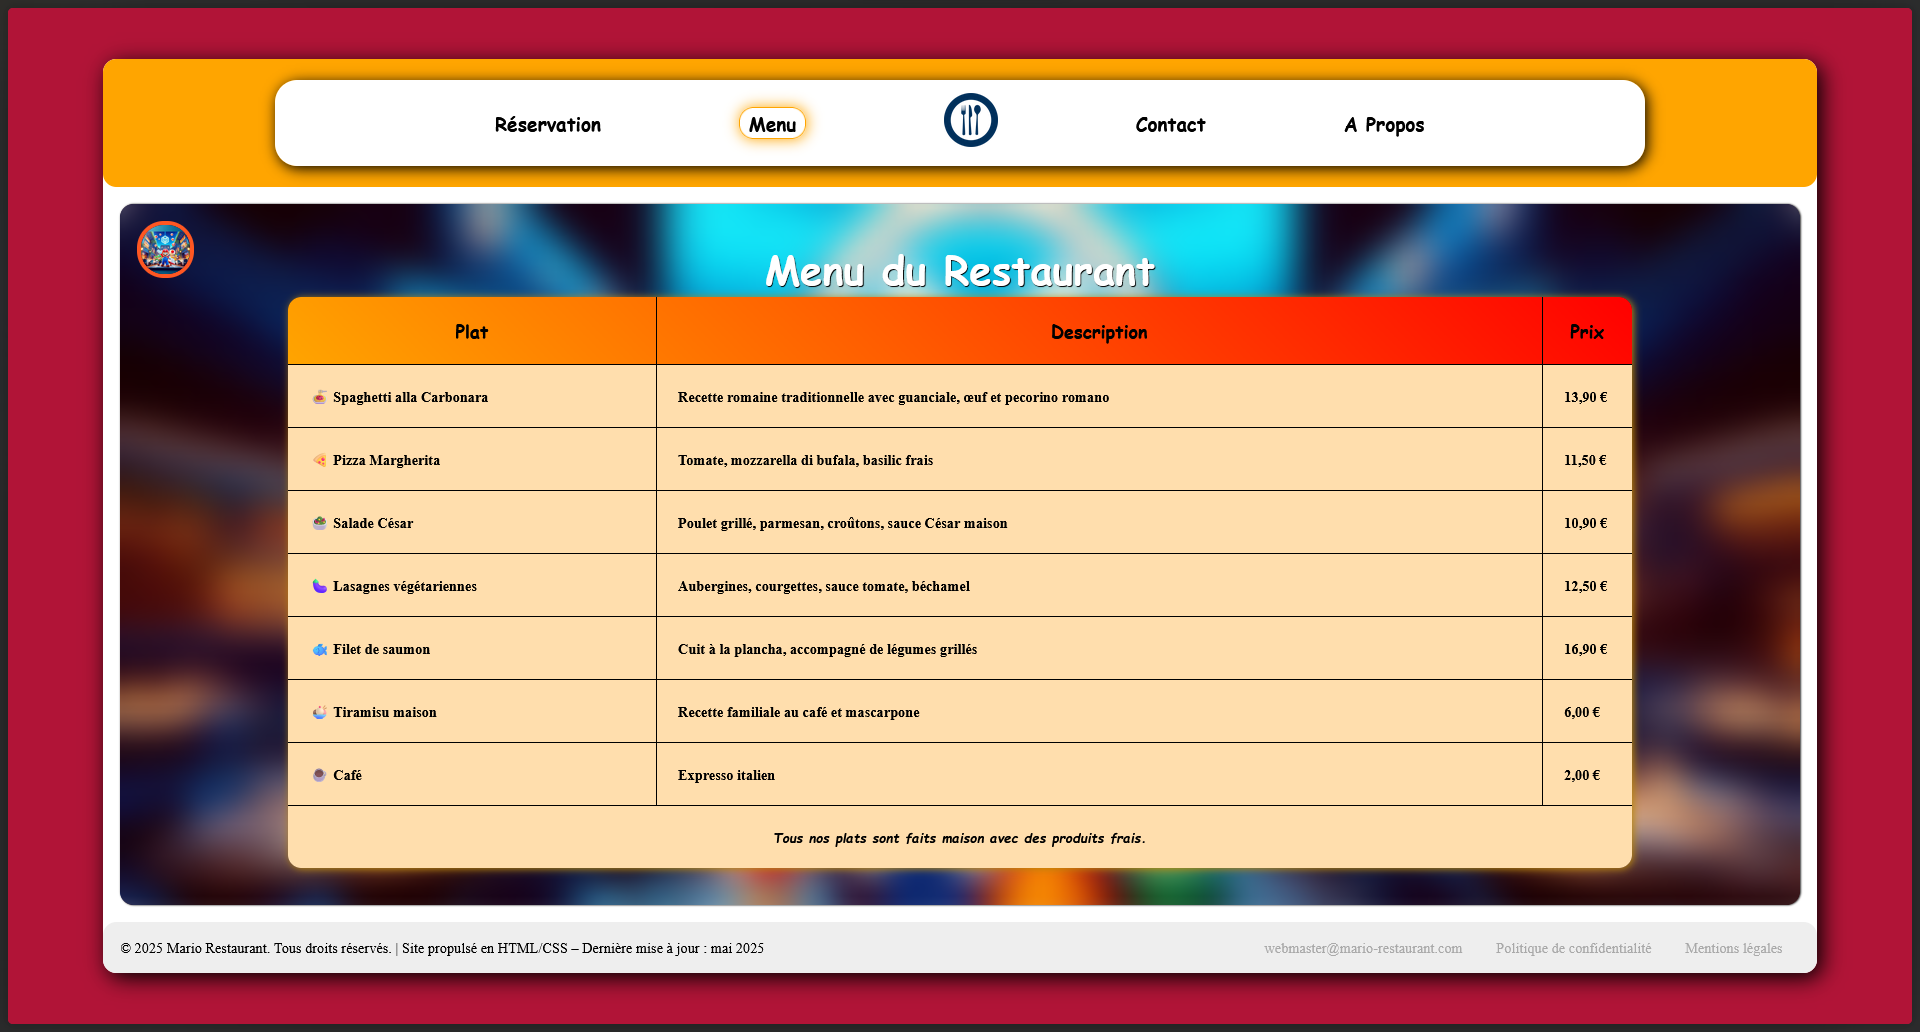 Réservation Menu Contact A Propos
Menu du Restaurant
Plat Description Prix
Spaghetti alla Carbonara Recette romaine traditionnelle avec guanciale, œuf et pecorino romano 13,90 €
Pizza Margherita Tomate, mozzarella di bufala, basilic frais 11,50 €
Salade César Poulet grillé, parmesan, croûtons, sauce César maison 10,90 €
Lasagnes végétariennes Aubergines, courgettes, sauce tomate, béchamel 12,50 €
Filet de saumon Cuit à la plancha, accompagné de légumes grillés 16,90 €
Tiramisu maison Recette familiale au café et mascarpone 6,00 €
Café Expresso italien 2,00 €
Tous nos plats sont faits maison avec des produits frais.
© 2025 Mario Restaurant. Tous droits réservés. | Site propulsé en HTML/CSS – Dernière mise à jour : mai 2025 webmaster@mario-restaurant.com Politique de confidentialité Mentions légales